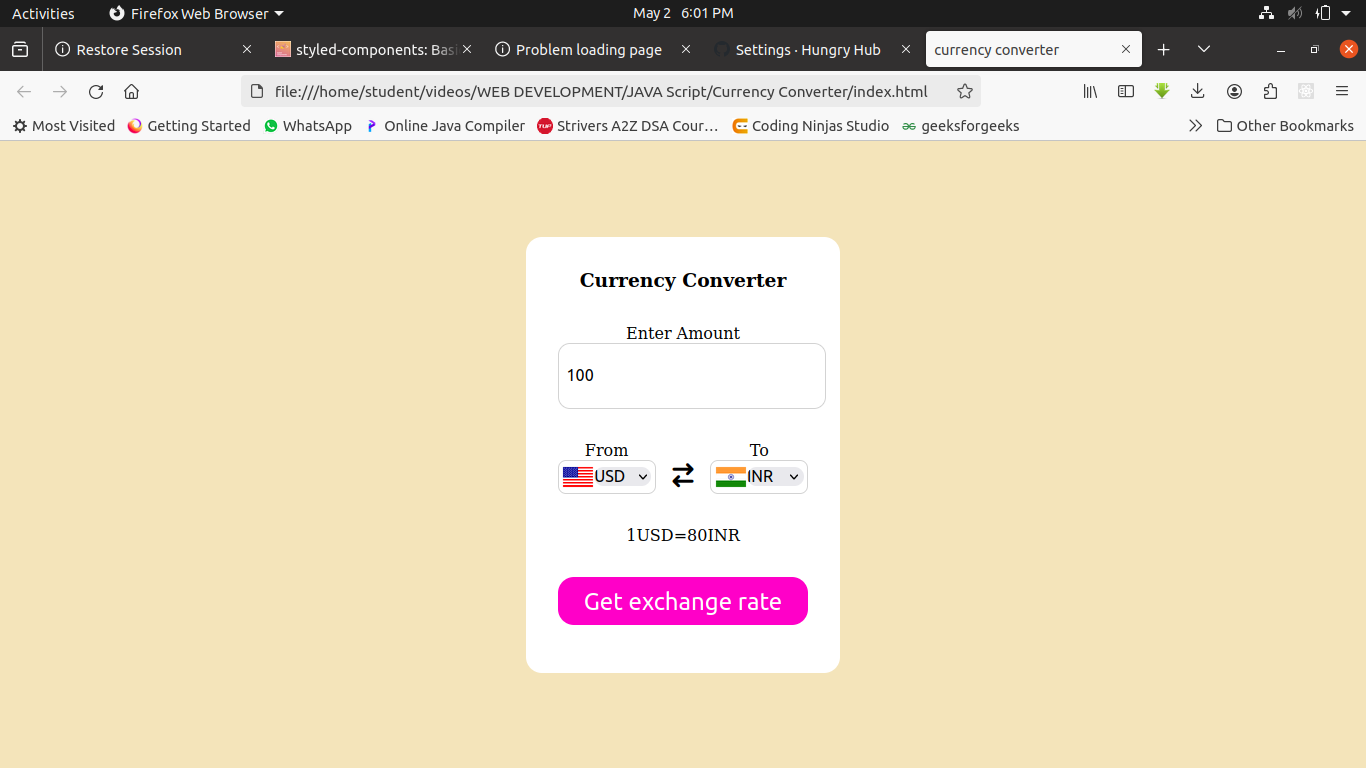 Activities Firefox Web Browser May 2 6:01 PM
Restore Session styled-components: Basi Problem loading page Settings · Hungry Hub currency converter
file:///home/student/videos/WEB DEVELOPMENT/JAVA Script/Currency Converter/index.html
Most Visited Getting Started WhatsApp Online Java Compiler Strivers A2Z DSA Cour… Coding Ninjas Studio geeksforgeeks Other Bookmarks
Currency Converter
Enter Amount
100
From To
USD INR
1USD=80INR
Get exchange rate